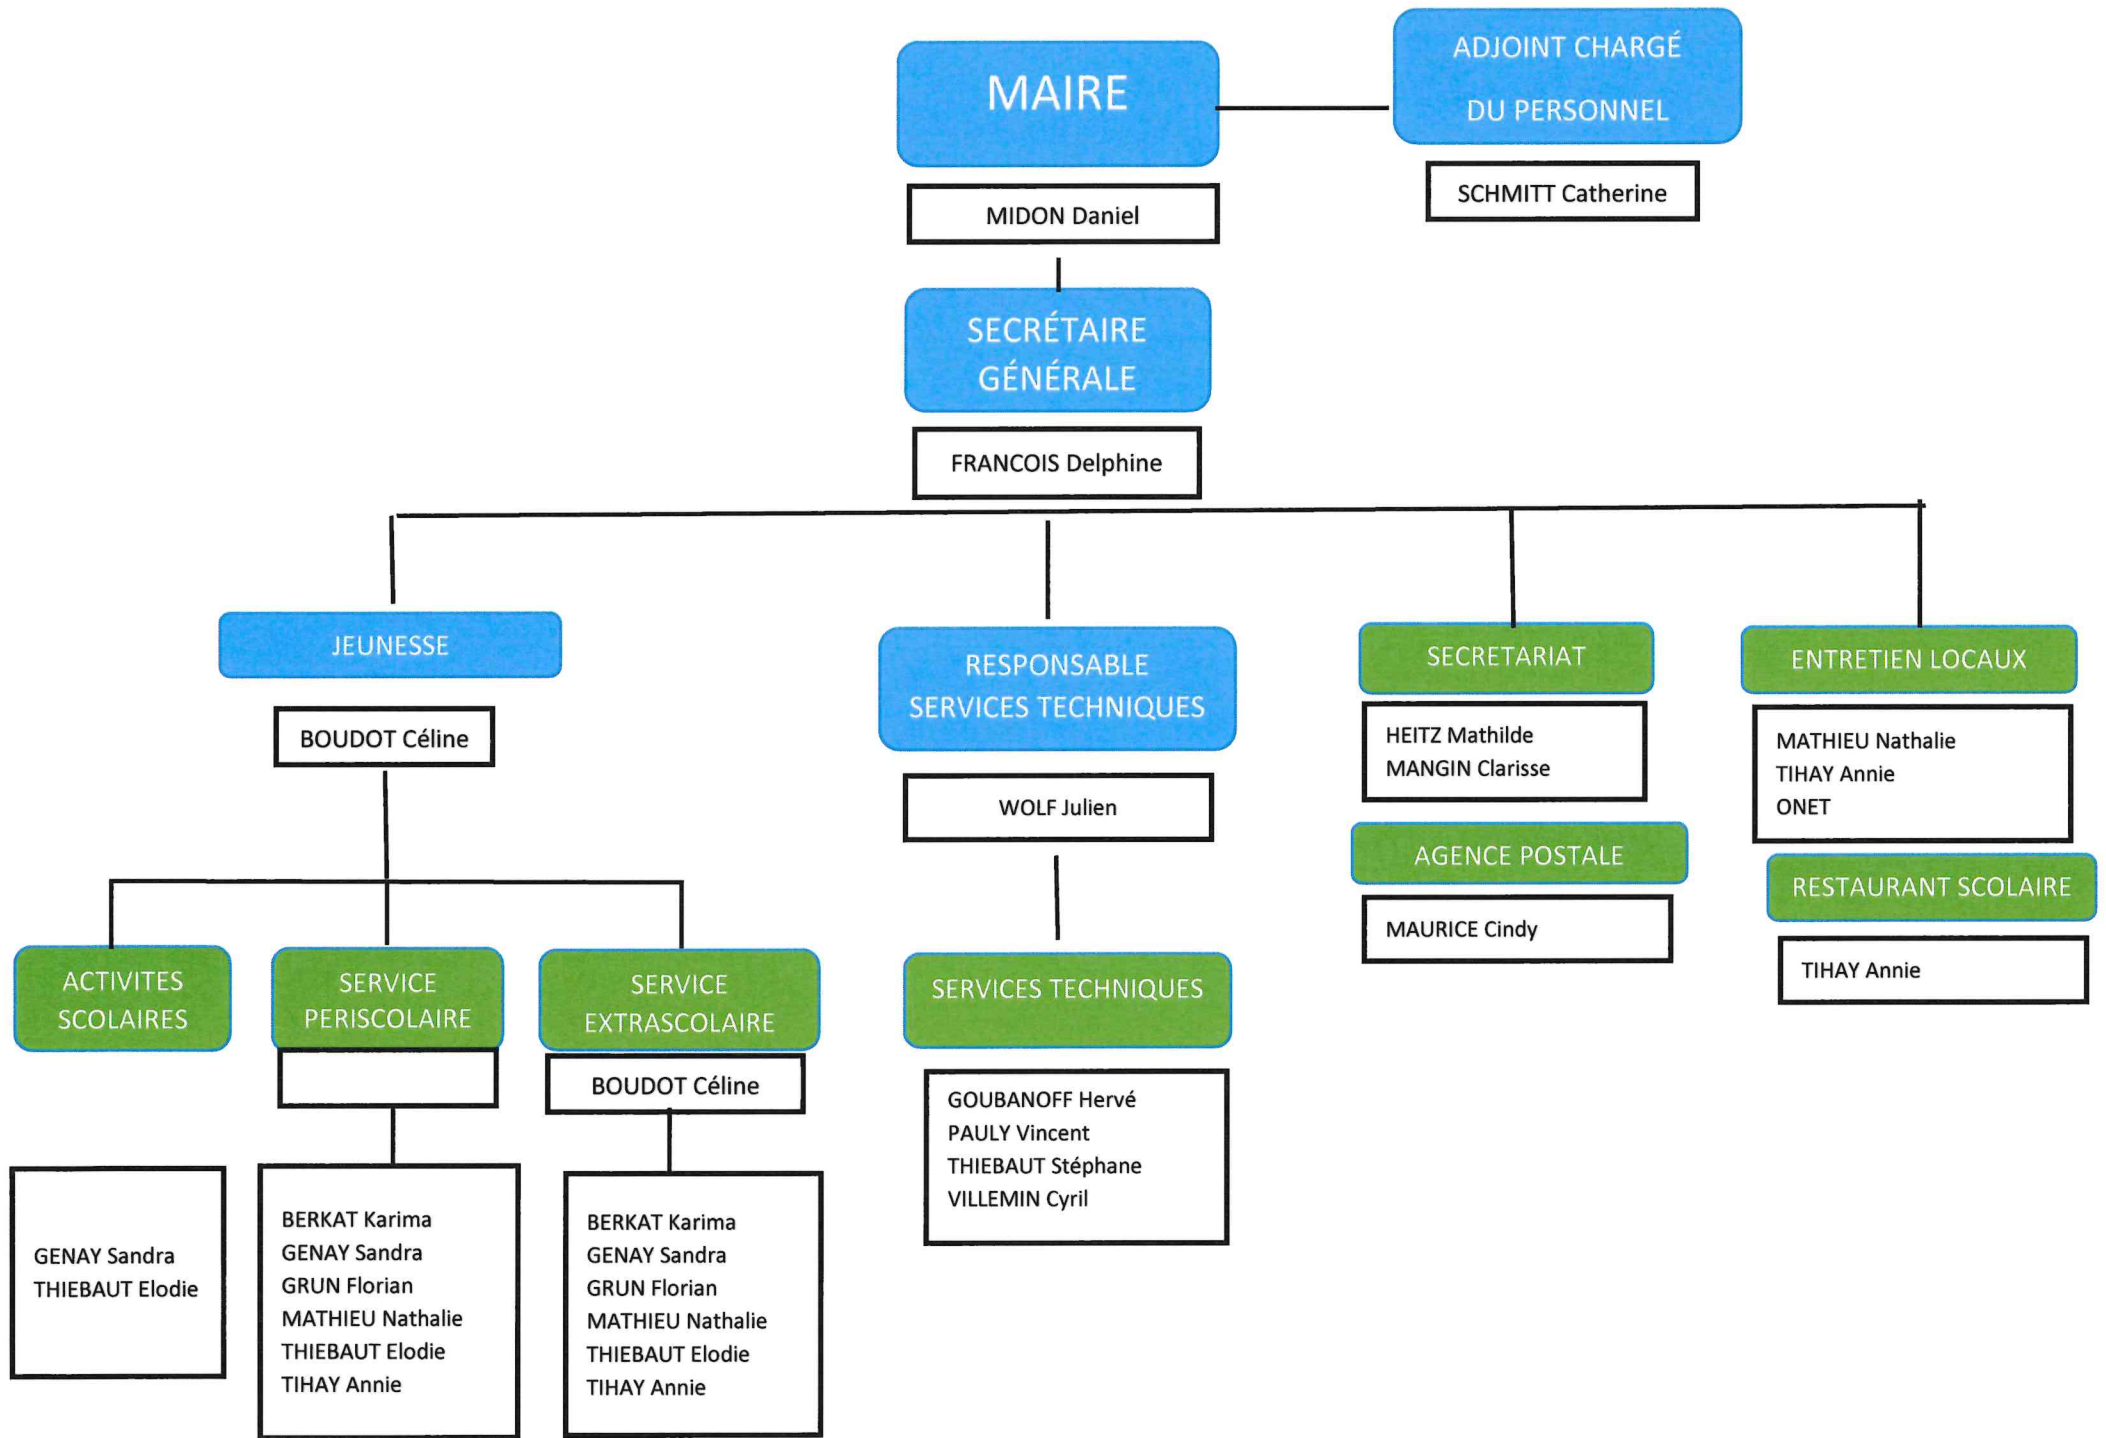 MAIRE
ADJOINT CHARGÉ
DU PERSONNEL
MIDON Daniel
SCHMITT Catherine
SECRÉTAIRE
GÉNÉRALE
FRANCOIS Delphine
JEUNESSE
BOUDOT Céline
RESPONSABLE
SERVICES TECHNIQUES
WOLF Julien
SECRETARIAT
HEITZ Mathilde
MANGIN Clarisse
AGENCE POSTALE
MAURICE Cindy
ENTRETIEN LOCAUX
MATHIEU Nathalie
TIHAY Annie
ONET
RESTAURANT SCOLAIRE
TIHAY Annie
ACTIVITES
SCOLAIRES
GENAY Sandra
THIEBAUT Elodie
SERVICE
PERISCOLAIRE
BERKAT Karima
GENAY Sandra
GRUN Florian
MATHIEU Nathalie
THIEBAUT Elodie
TIHAY Annie
SERVICE
EXTRASCOLAIRE
BOUDOT Céline
BERKAT Karima
GENAY Sandra
GRUN Florian
MATHIEU Nathalie
THIEBAUT Elodie
TIHAY Annie
SERVICES TECHNIQUES
GOUBANOFF Hervé
PAULY Vincent
THIEBAUT Stéphane
VILLEMIN Cyril